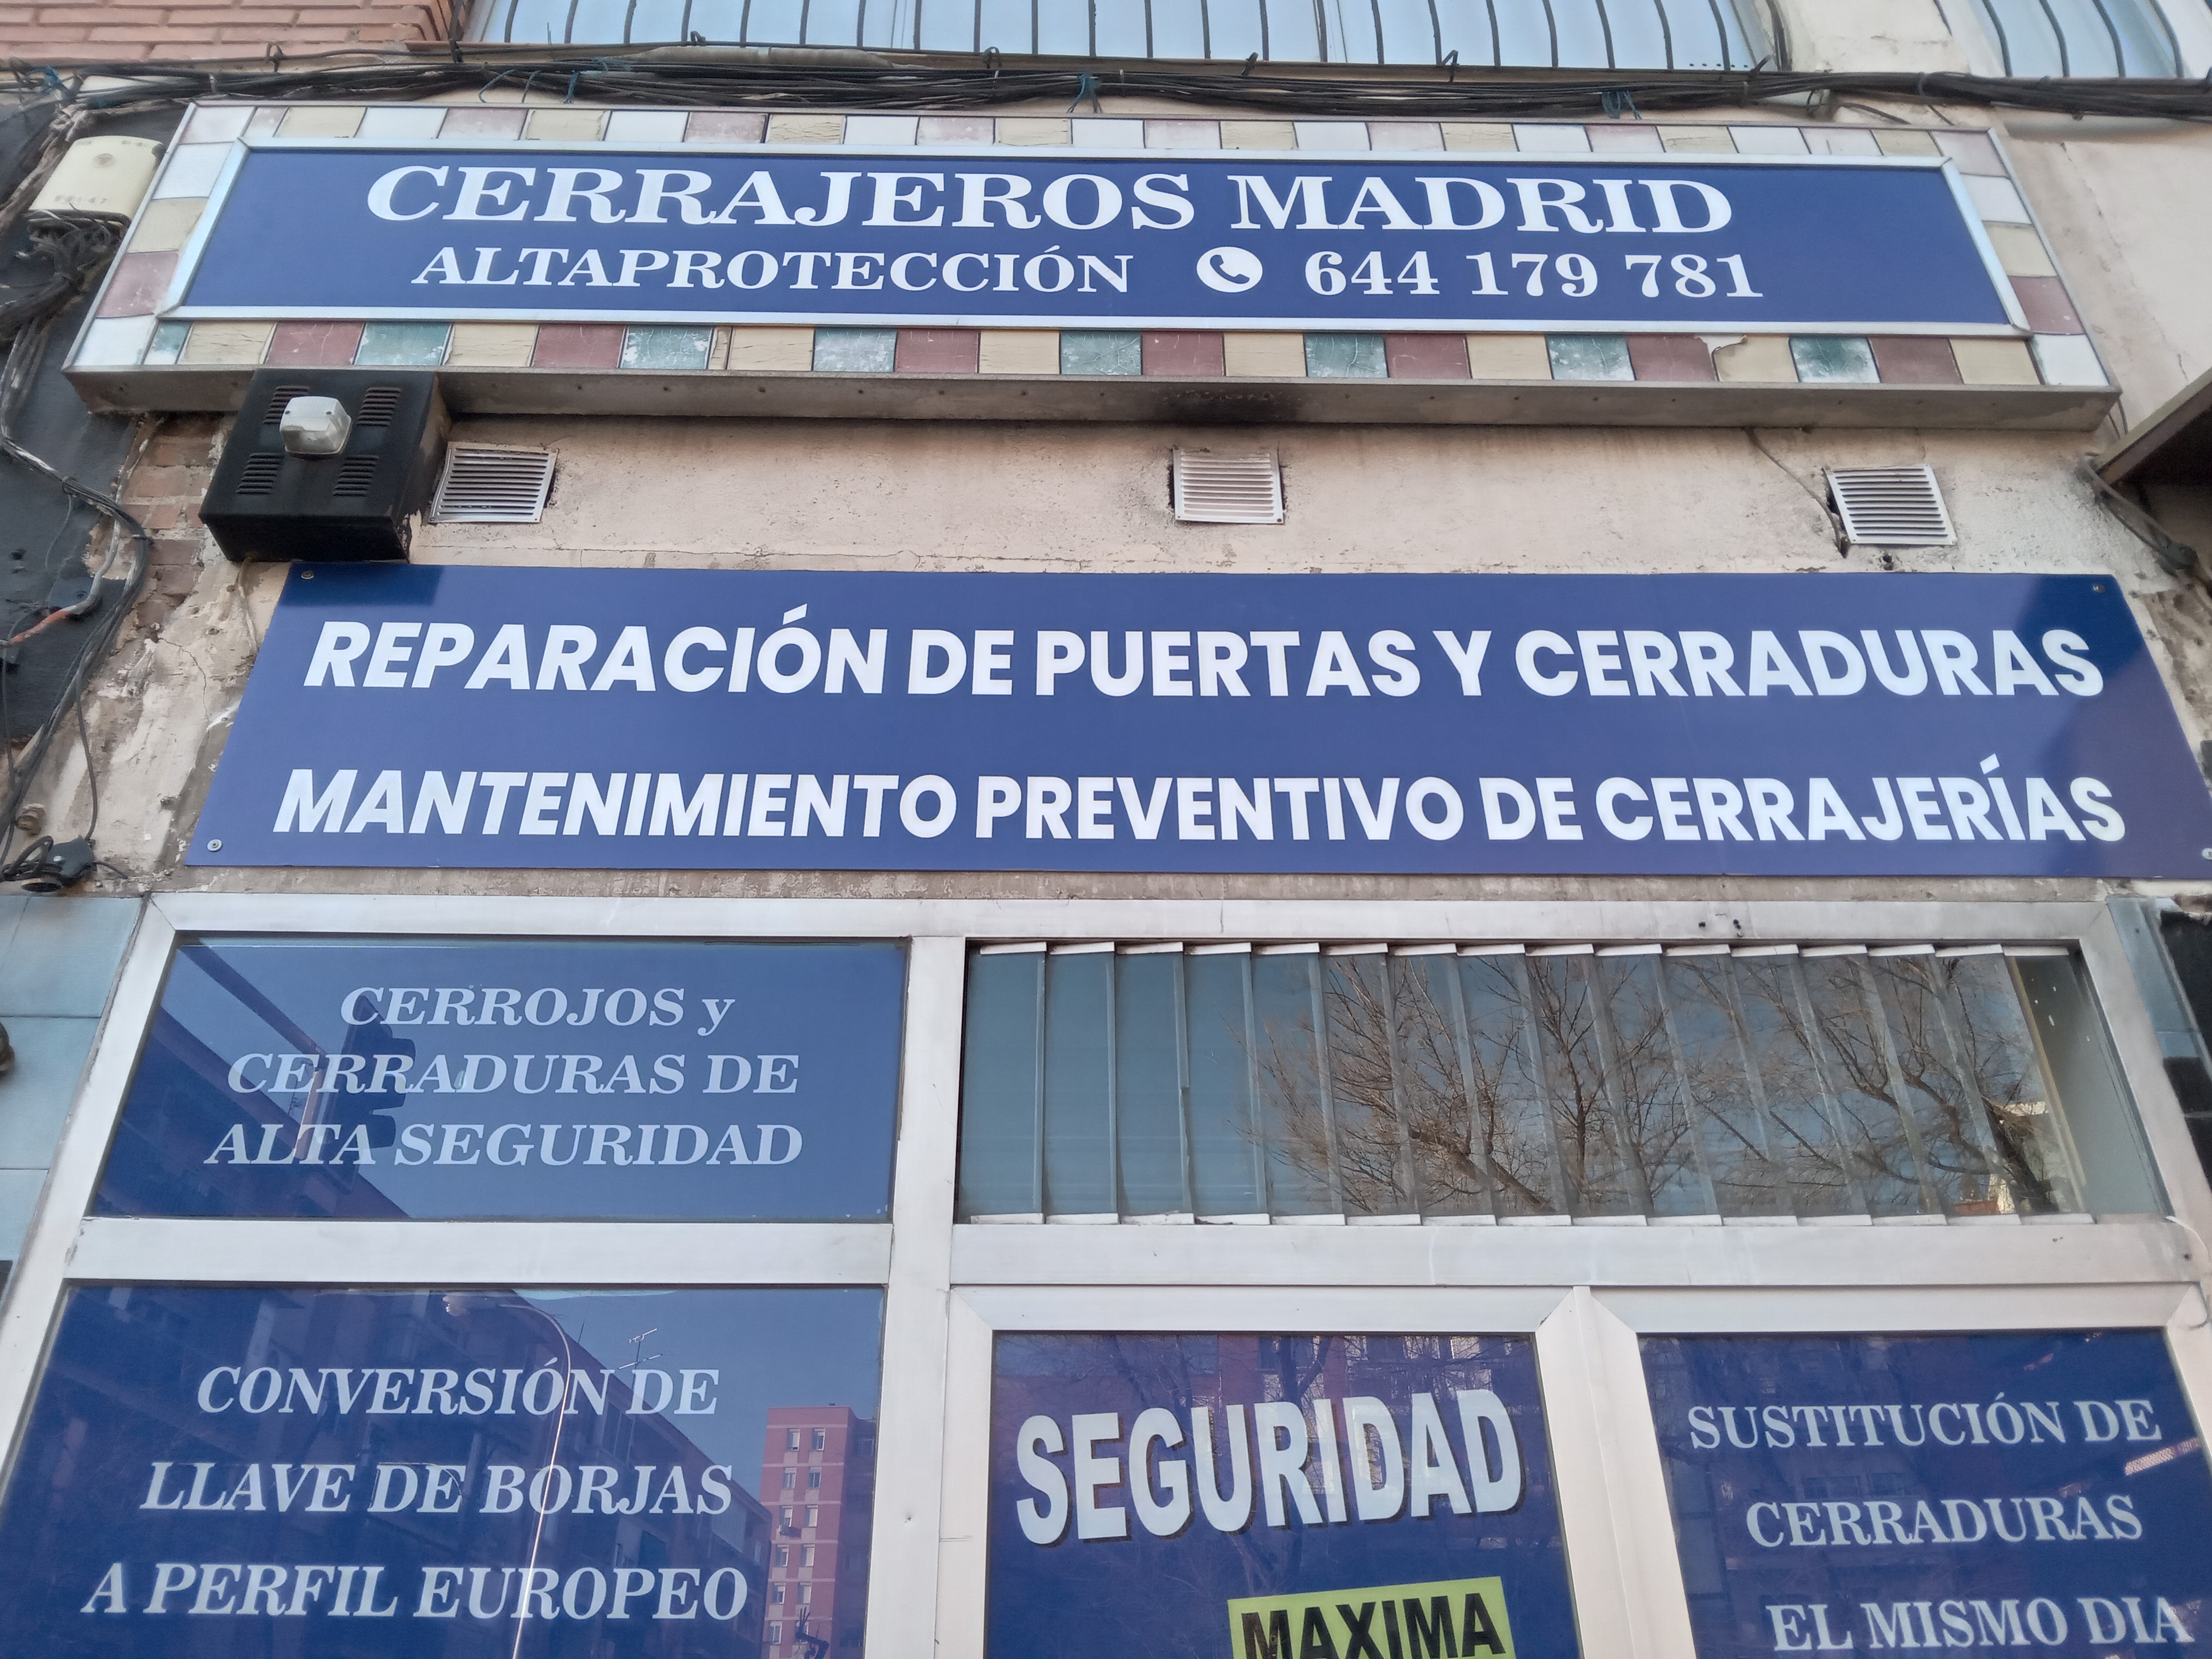 CERRAJEROS MADRID
ALTAPROTECCIÓN 644 179 781
REPARACIÓN DE PUERTAS Y CERRADURAS
MANTENIMIENTO PREVENTIVO DE CERRAJERÍAS
CERROJOS y
CERRADURAS DE
ALTA SEGURIDAD
CONVERSIÓN DE
LLAVE DE BORJAS
A PERFIL EUROPEO
SEGURIDAD
MAXIMA
SUSTITUCIÓN DE
CERRADURAS
EL MISMO DIA